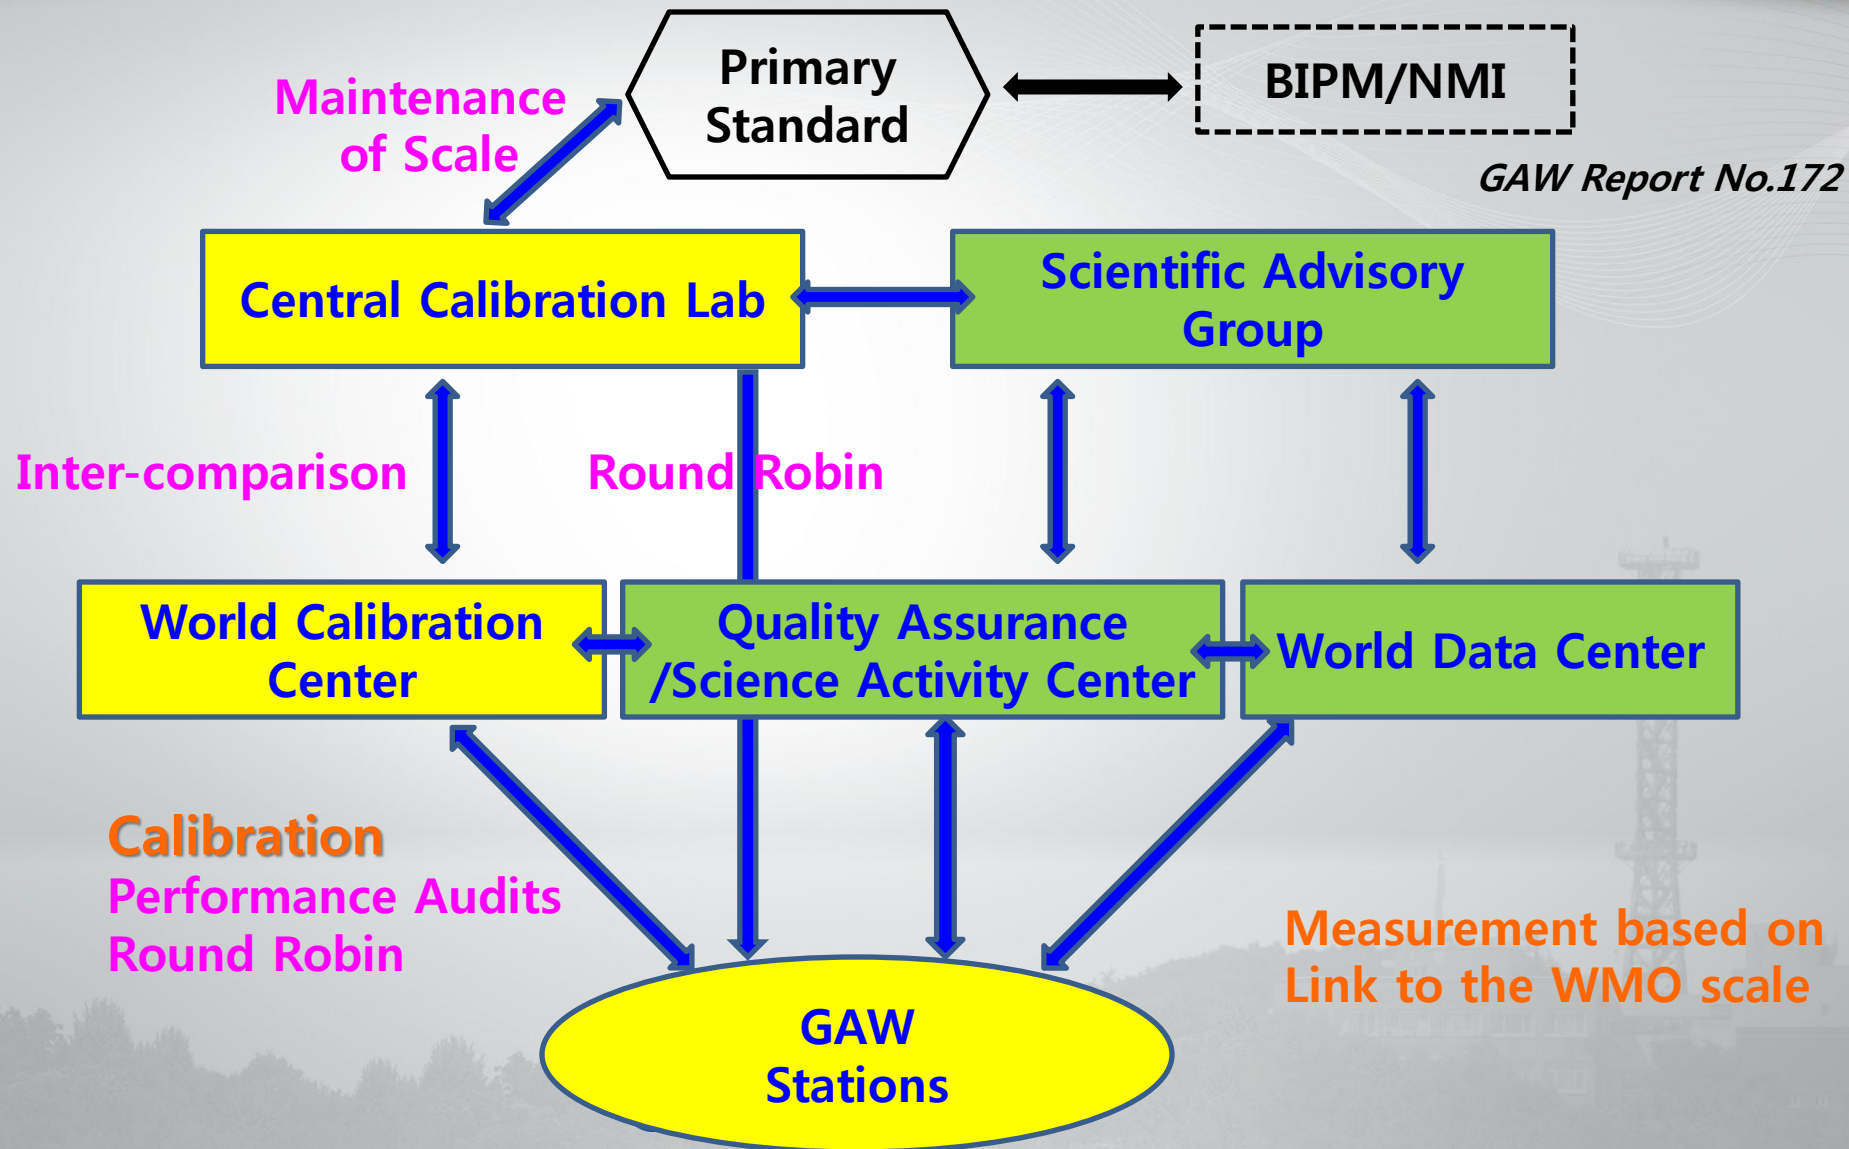 Primary
Standard
BIPM/NMI
Maintenance
of Scale
GAW Report No.172
Central Calibration Lab
Scientific Advisory
Group
Inter-comparison
Round Robin
World Calibration
Center
Quality Assurance
/Science Activity Center
World Data Center
Calibration
Performance Audits
Round Robin
Measurement based on
Link to the WMO scale
GAW
Stations